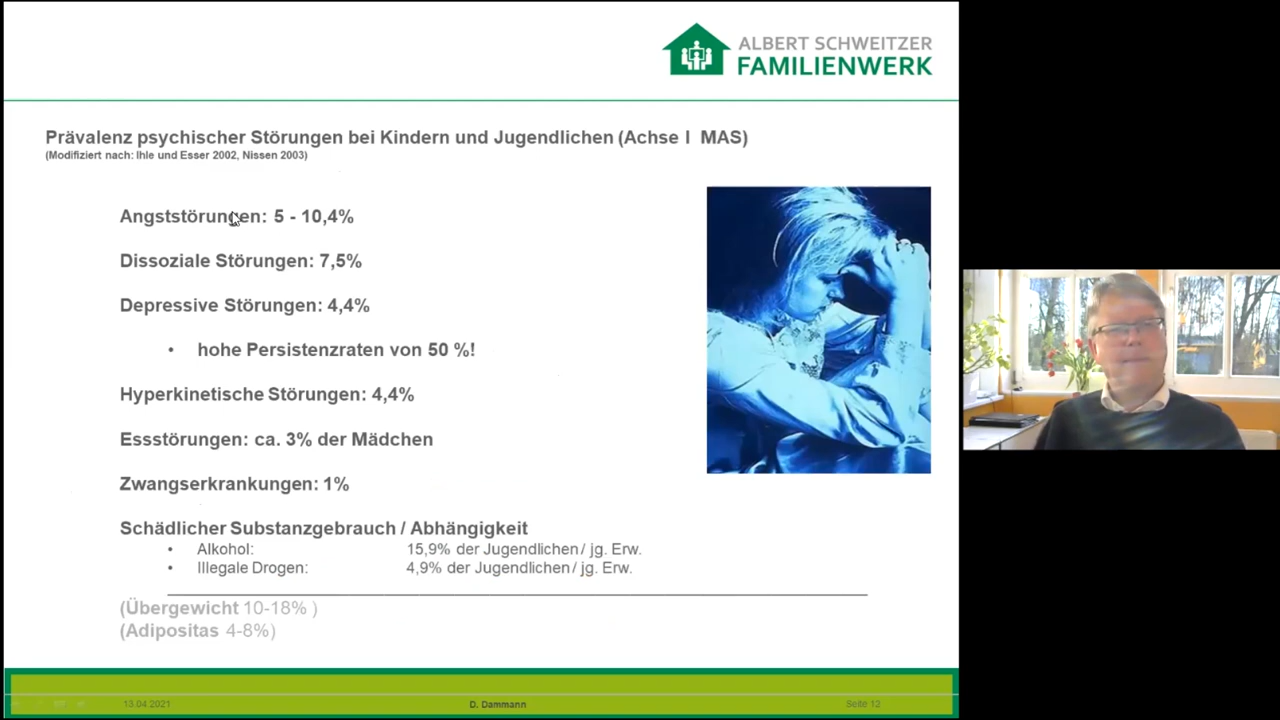 ALBERT SCHWEITZER
FAMILIENWERK
Prävalenz psychischer Störungen bei Kindern und Jugendlichen (Achse I MAS)
(Modifiziert nach: Ihle und Esser 2002, Nissen 2003)
Angststörungen: 5 - 10,4%
Dissoziale Störungen: 7,5%
Depressive Störungen: 4,4%
• hohe Persistenzraten von 50 %!
Hyperkinetische Störungen: 4,4%
Essstörungen: ca. 3% der Mädchen
Zwangserkrankungen: 1%
Schädlicher Substanzgebrauch / Abhängigkeit
• Alkohol: 15,9% der Jugendlichen / jg. Erw.
• Illegale Drogen: 4,9% der Jugendlichen / jg. Erw.
(Übergewicht 10-18% )
(Adipositas 4-8%)
13.04.2021 D. Dammann Seite 12